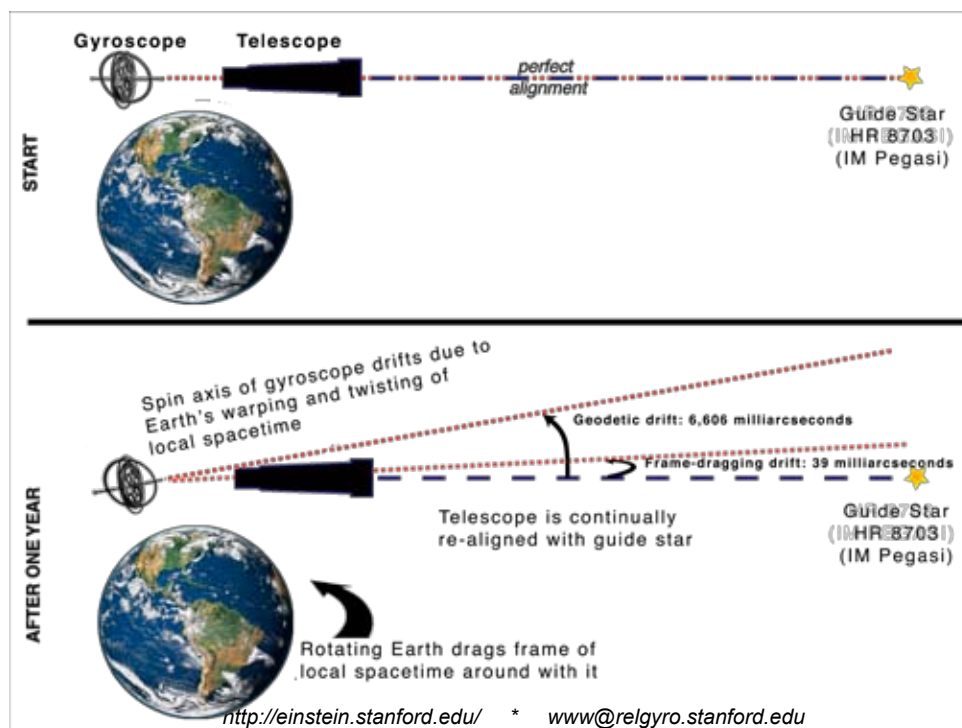 Gyroscope Telescope
perfect
alignment
Guide Star
HR 8703
(IM Pegasi)
START
Spin axis of gyroscope drifts due to
Earth's warping and twisting of
local spacetime
Geodetic drift: 6,606 milliarcseconds
Frame-dragging drift: 39 milliarcseconds
Telescope is continually
re-aligned with guide star
Guide Star
HR 8703
(IM Pegasi)
AFTER ONE YEAR
Rotating Earth drags frame of
local spacetime around with it
http://einstein.stanford.edu/ * www@relgyro.stanford.edu